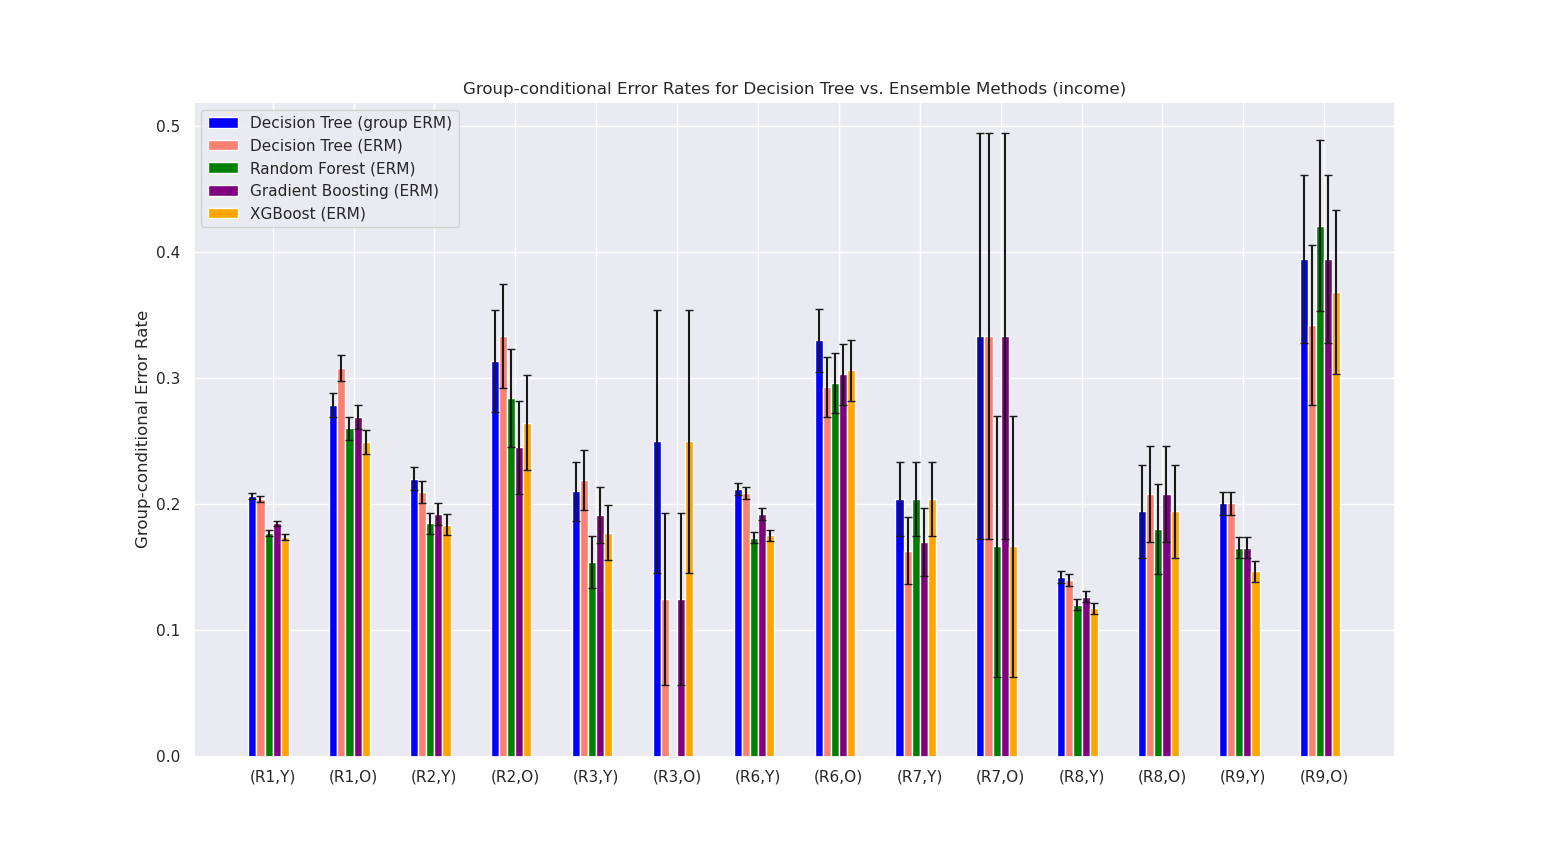 Group-conditional Error Rates for Decision Tree vs. Ensemble Methods (income)
Decision Tree (group ERM)
Decision Tree (ERM)
Random Forest (ERM)
Gradient Boosting (ERM)
XGBoost (ERM)
Group-conditional Error Rate
0.5
0.4
0.3
0.2
0.1
0.0
(R1,Y) (R1,O) (R2,Y) (R2,O) (R3,Y) (R3,O) (R6,Y) (R6,O) (R7,Y) (R7,O) (R8,Y) (R8,O) (R9,Y) (R9,O)